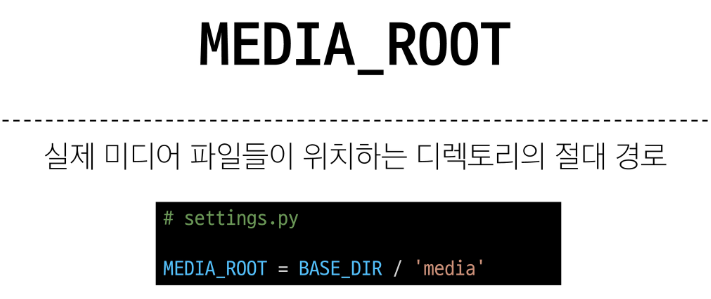 MEDIA_ROOT
실제 미디어 파일들이 위치하는 디렉토리의 절대 경로
# settings.py
MEDIA_ROOT = BASE_DIR / 'media'